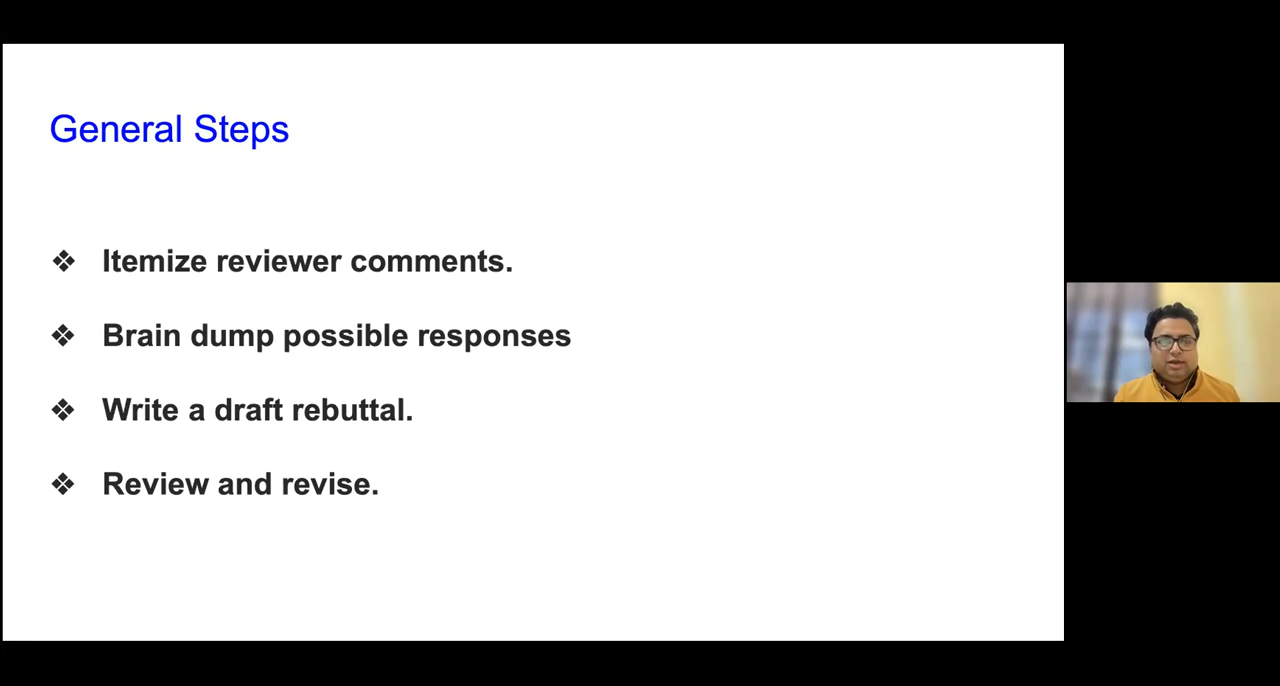 General Steps
❖ Itemize reviewer comments.
❖ Brain dump possible responses
❖ Write a draft rebuttal.
❖ Review and revise.